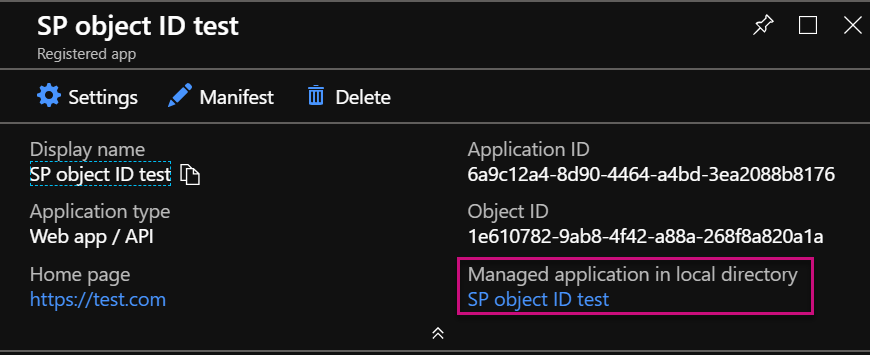 SP object ID test
Registered app
Settings
Manifest
Delete
Display name
SP object ID test
Application type
Web app / API
Home page
https://test.com
Application ID
6a9c12a4-8d90-4464-a4bd-3ea2088b8176
Object ID
1e610782-9ab8-4f42-a88a-268f8a820a1a
Managed application in local directory
SP object ID test